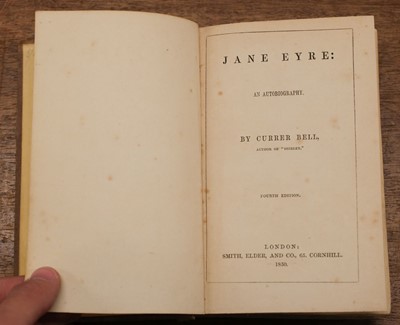 JANE EYRE:
AN AUTOBIOGRAPHY.
BY CURRER BELL,
AUTHOR OF "SHIRLEY."
FOURTH EDITION.
LONDON:
SMITH, ELDER, AND CO., 65. CORNHILL.
1850.